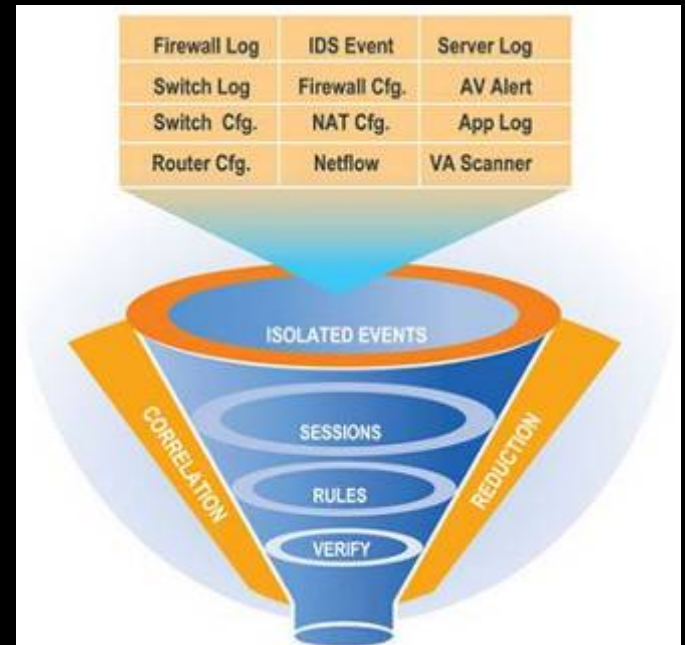 Firewall Log IDS Event Server Log
Switch Log Firewall Cfg. AV Alert
Switch Cfg. NAT Cfg. App Log
Router Cfg. Netflow VA Scanner
ISOLATED EVENTS
CORRELATION
SESSIONS
REDUCTION
RULES
VERIFY